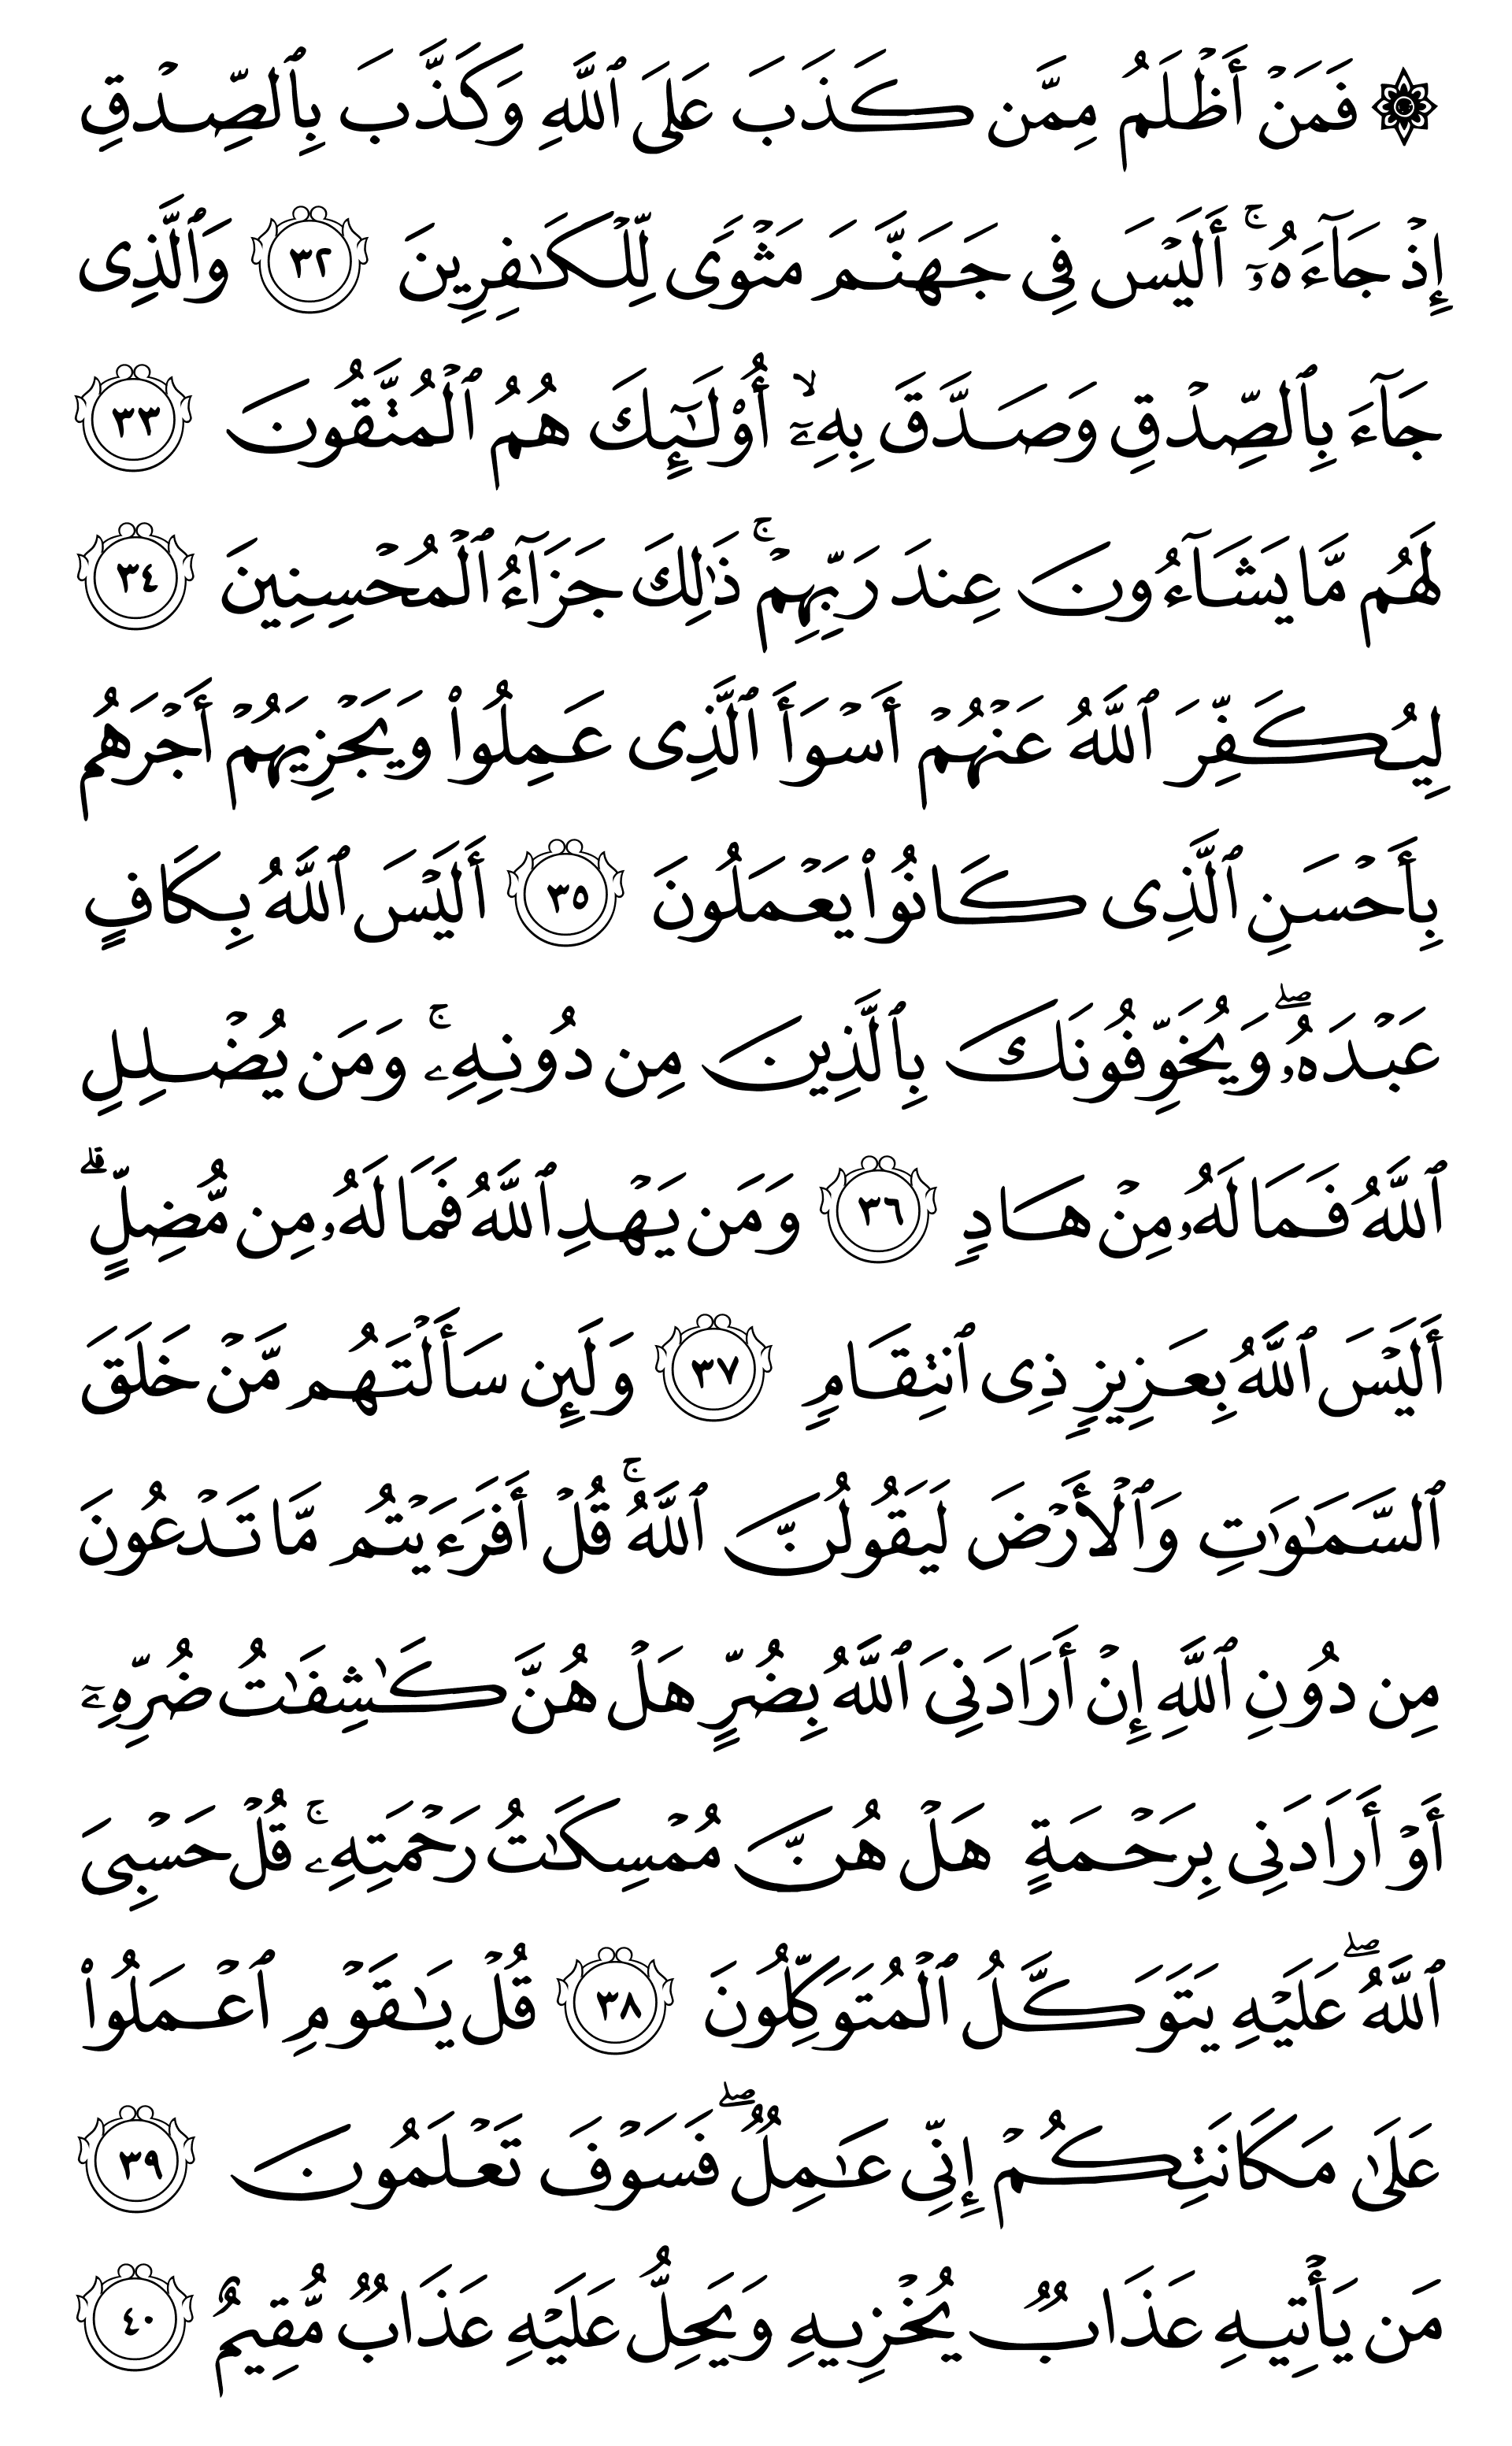 ۞ فَمَنۡ أَظۡلَمُ مِمَّن كَذَبَ عَلَى ٱللَّهِ وَكَذَّبَ بِٱلصِّدۡقِ
إِذۡ جَآءَهُۥٓۚ أَلَيۡسَ فِي جَهَنَّمَ مَثۡوٗى لِّلۡكَٰفِرِينَ ٣٢ وَٱلَّذِي
جَآءَ بِٱلصِّدۡقِ وَصَدَّقَ بِهِۦٓ ۙ أُوْلَٰٓئِكَ هُمُ ٱلۡمُتَّقُونَ ٣٣
لَهُم مَّا يَشَآءُونَ عِندَ رَبِّهِمۡۚ ذَٰلِكَ جَزَآءُ ٱلۡمُحۡسِنِينَ ٣٤
لِيُكَفِّرَ ٱللَّهُ عَنۡهُمۡ أَسۡوَأَ ٱلَّذِي عَمِلُواْ وَيَجۡزِيَهُمۡ أَجۡرَهُم
بِأَحۡسَنِ ٱلَّذِي كَانُواْ يَعۡمَلُونَ ٣٥ أَلَيۡسَ ٱللَّهُ بِكَافٍ
عَبۡدَهُۥۖ وَيُخَوِّفُونَكَ بِٱلَّذِينَ مِن دُونِهِۦۚ وَمَن يُضۡلِلِ
ٱللَّهُ فَمَا لَهُۥ مِنۡ هَادٖ ٣٦ وَمَن يَهۡدِ ٱللَّهُ فَمَا لَهُۥ مِن مُّضِلٍّۗ
أَلَيۡسَ ٱللَّهُ بِعَزِيزٖ ذِي ٱنتِقَامٖ ٣٧ وَلَئِن سَأَلۡتَهُم مَّنۡ خَلَقَ
ٱلسَّمَٰوَٰتِ وَٱلۡأَرۡضَ لَيَقُولُنَّ ٱللَّهُۚ قُلۡ أَفَرَءَيۡتُم مَّا تَدۡعُونَ
مِن دُونِ ٱللَّهِ إِنۡ أَرَادَنِيَ ٱللَّهُ بِضُرٍّ هَلۡ هُنَّ كَٰشِفَٰتُ ضُرِّهِۦٓ
أَوۡ أَرَادَنِي بِرَحۡمَةٍ هَلۡ هُنَّ مُمۡسِكَٰتُ رَحۡمَتِهِۦۚ قُلۡ حَسۡبِيَ
ٱللَّهُۖ عَلَيۡهِ يَتَوَكَّلُ ٱلۡمُتَوَكِّلُونَ ٣٨ قُلۡ يَٰقَوۡمِ ٱعۡمَلُواْ
عَلَىٰ مَكَانَتِكُمۡ إِنِّي عَٰمِلٞۖ فَسَوۡفَ تَعۡلَمُونَ ٣٩
مَن يَأۡتِيهِ عَذَابٞ يُخۡزِيهِ وَيَحِلُّ عَلَيۡهِ عَذَابٞ مُّقِيمٌ ٤٠